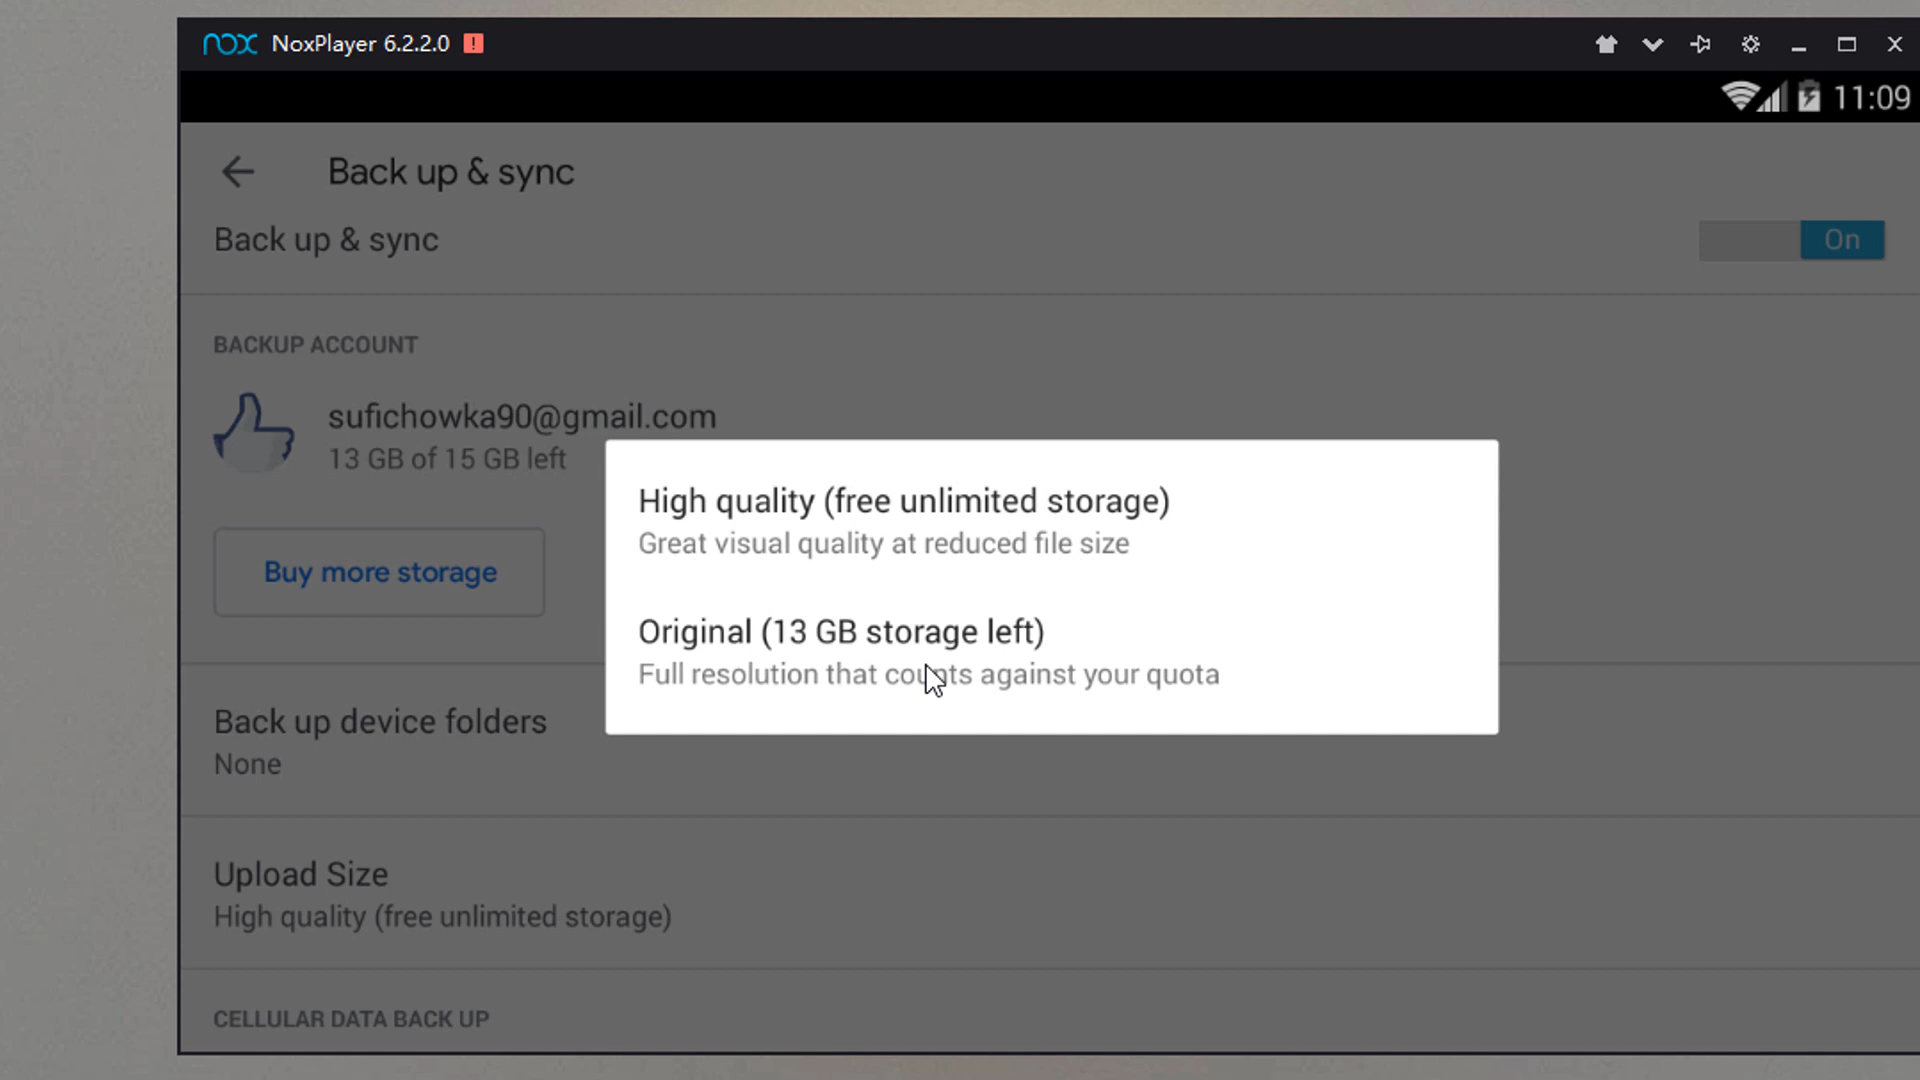 nox NoxPlayer 6.2.2.0 !
11:09
Back up & sync
Back up & sync
On
BACKUP ACCOUNT
sufichowka90@gmail.com
13 GB of 15 GB left
Buy more storage
High quality (free unlimited storage)
Great visual quality at reduced file size
Original (13 GB storage left)
Full resolution that counts against your quota
Back up device folders
None
Upload Size
High quality (free unlimited storage)
CELLULAR DATA BACK UP